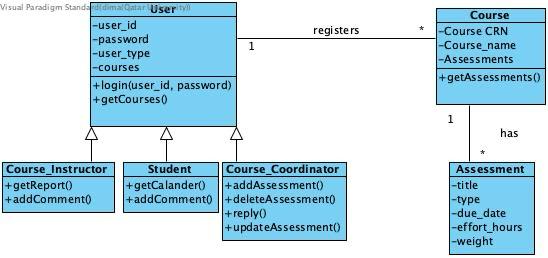 Visual Paradigm Standard(dima(Qatar University))
User
-user_id
-password
-user_type
-courses
+login(user_id, password)
+getCourses()
registers
1
*
Course
-Course CRN
-Course_name
-Assessments
+getAssessments()
1
has
*
Course_Instructor
+getReport()
+addComment()
Student
+getCalander()
+addComment()
Course_Coordinator
+addAssessment()
+deleteAssessment()
+reply()
+updateAssessment()
Assessment
-title
-type
-due_date
-effort_hours
-weight